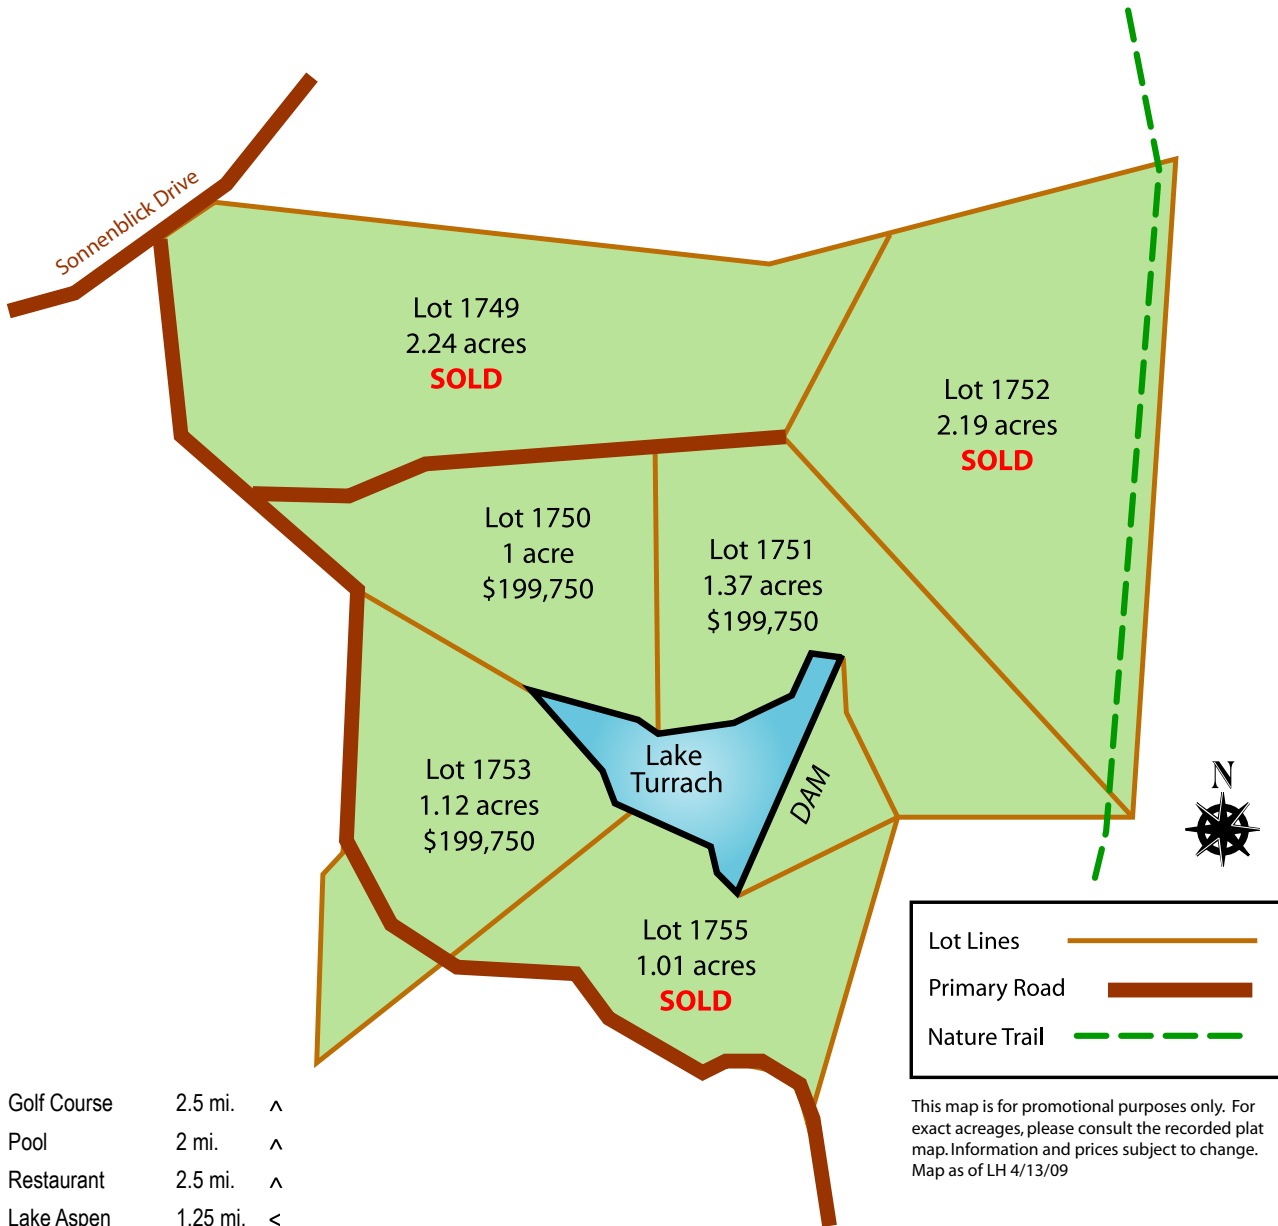 Sonnenblick Drive
Lot 1749
2.24 acres
SOLD
Lot 1752
2.19 acres
SOLD
Lot 1750
1 acre
$199,750
Lot 1751
1.37 acres
$199,750
Lake
Turrach
DAM
Lot 1753
1.12 acres
$199,750
Lot 1755
1.01 acres
SOLD
N
Lot Lines
Primary Road
Nature Trail
This map is for promotional purposes only. For
exact acreages, please consult the recorded plat
map. Information and prices subject to change.
Map as of LH 4/13/09
Golf Course 2.5 mi. ^
Pool 2 mi. ^
Restaurant 2.5 mi. ^
Lake Aspen 1.25 mi. <